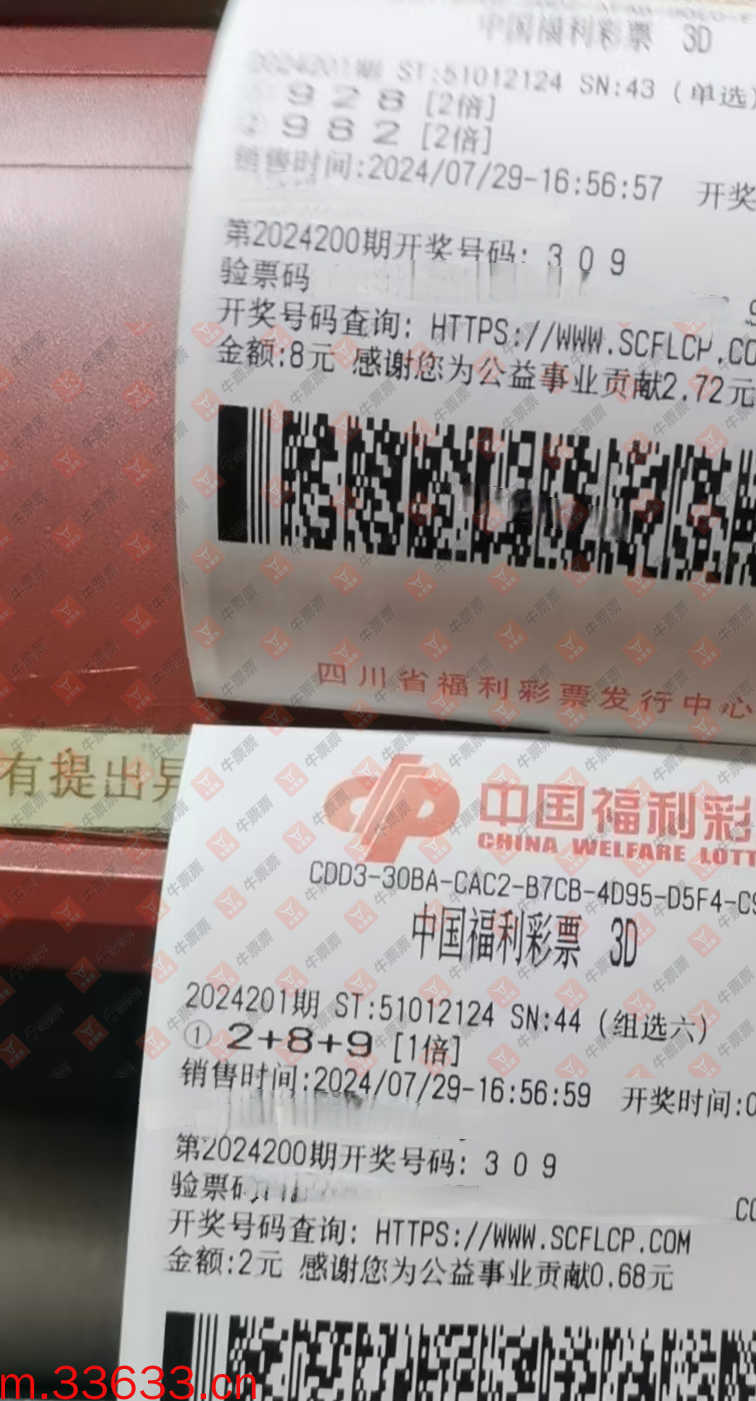 中国福利彩票 3D
2024201期 ST:51012124 SN:43 (单选)
① 9 2 8 [2倍]
② 9 8 2 [2倍]
销售时间:2024/07/29-16:56:57 开奖
第2024200期开奖号码: 3 0 9
验票码
开奖号码查询: HTTPS://WWW.SCFLCP.CO
金额:8元 感谢您为公益事业贡献2.72元
四川省福利彩票发行中心
有提出异
中国福利彩
CHINA WELFARE LOTT
CDD3-30BA-CAC2-B7CB-4D95-D5F4-C9
中国福利彩票 3D
2024201期 ST:51012124 SN:44 (组选六)
① 2+8+9 [1倍]
销售时间:2024/07/29-16:56:59 开奖时间:0
第2024200期开奖号码: 3 0 9
验票码
开奖号码查询: HTTPS://WWW.SCFLCP.COM
金额:2元 感谢您为公益事业贡献0.68元
m.33633.cn
牛票票